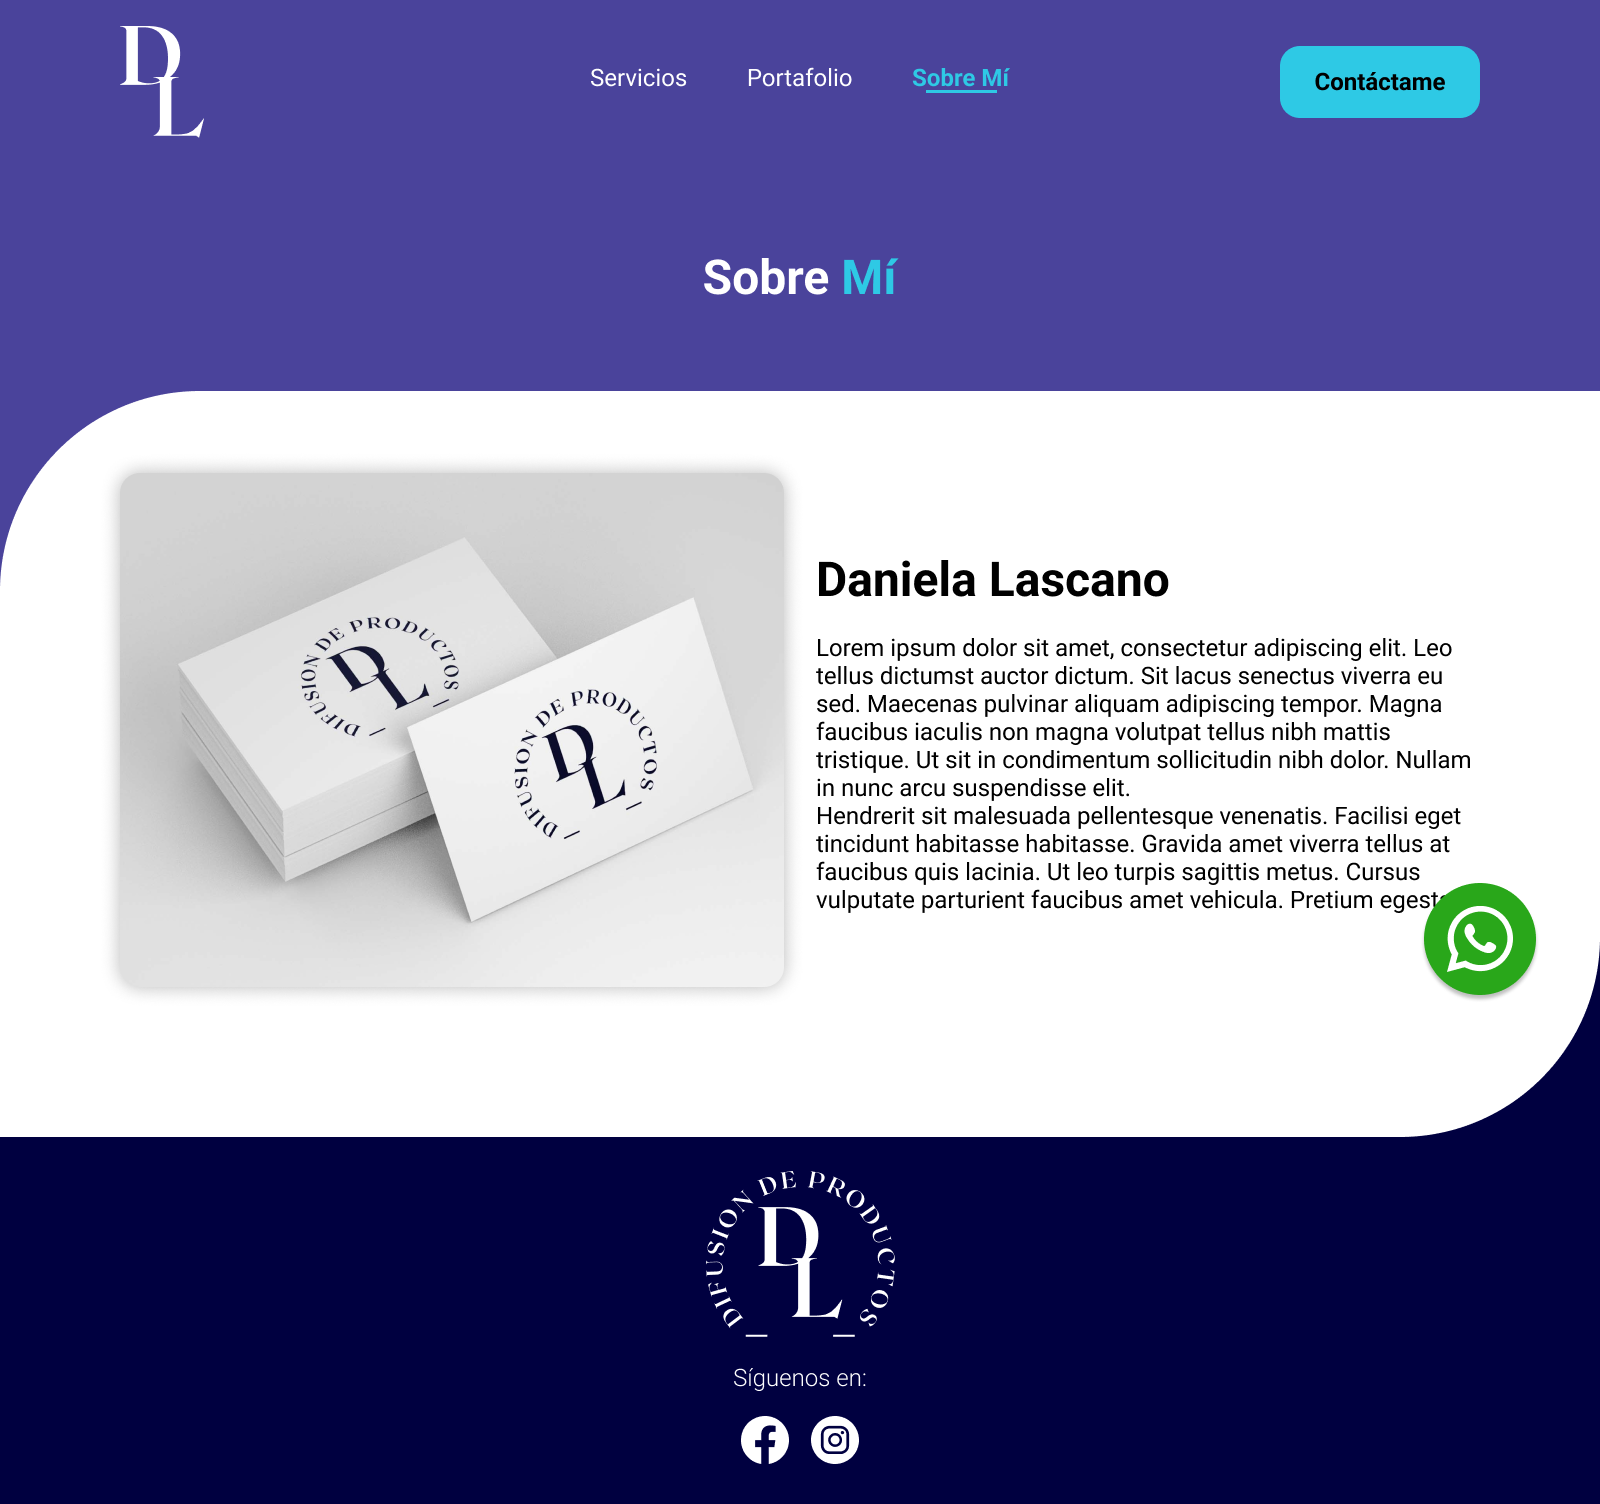 DL
Servicios
Portafolio
Sobre Mí
Contáctame
Sobre Mí
DIFUSION DE PRODUCTOS
DL
DIFUSION DE PRODUCTOS
DL
Daniela Lascano
Lorem ipsum dolor sit amet, consectetur adipiscing elit. Leo
tellus dictumst auctor dictum. Sit lacus senectus viverra eu
sed. Maecenas pulvinar aliquam adipiscing tempor. Magna
faucibus iaculis non magna volutpat tellus nibh mattis
tristique. Ut sit in condimentum sollicitudin nibh dolor. Nullam
in nunc arcu suspendisse elit.
Hendrerit sit malesuada pellentesque venenatis. Facilisi eget
tincidunt habitasse habitasse. Gravida amet viverra tellus at
faucibus quis lacinia. Ut leo turpis sagittis metus. Cursus
vulputate parturient faucibus amet vehicula. Pretium
DIFUSION DE PRODUCTOS
DL
Síguenos en: